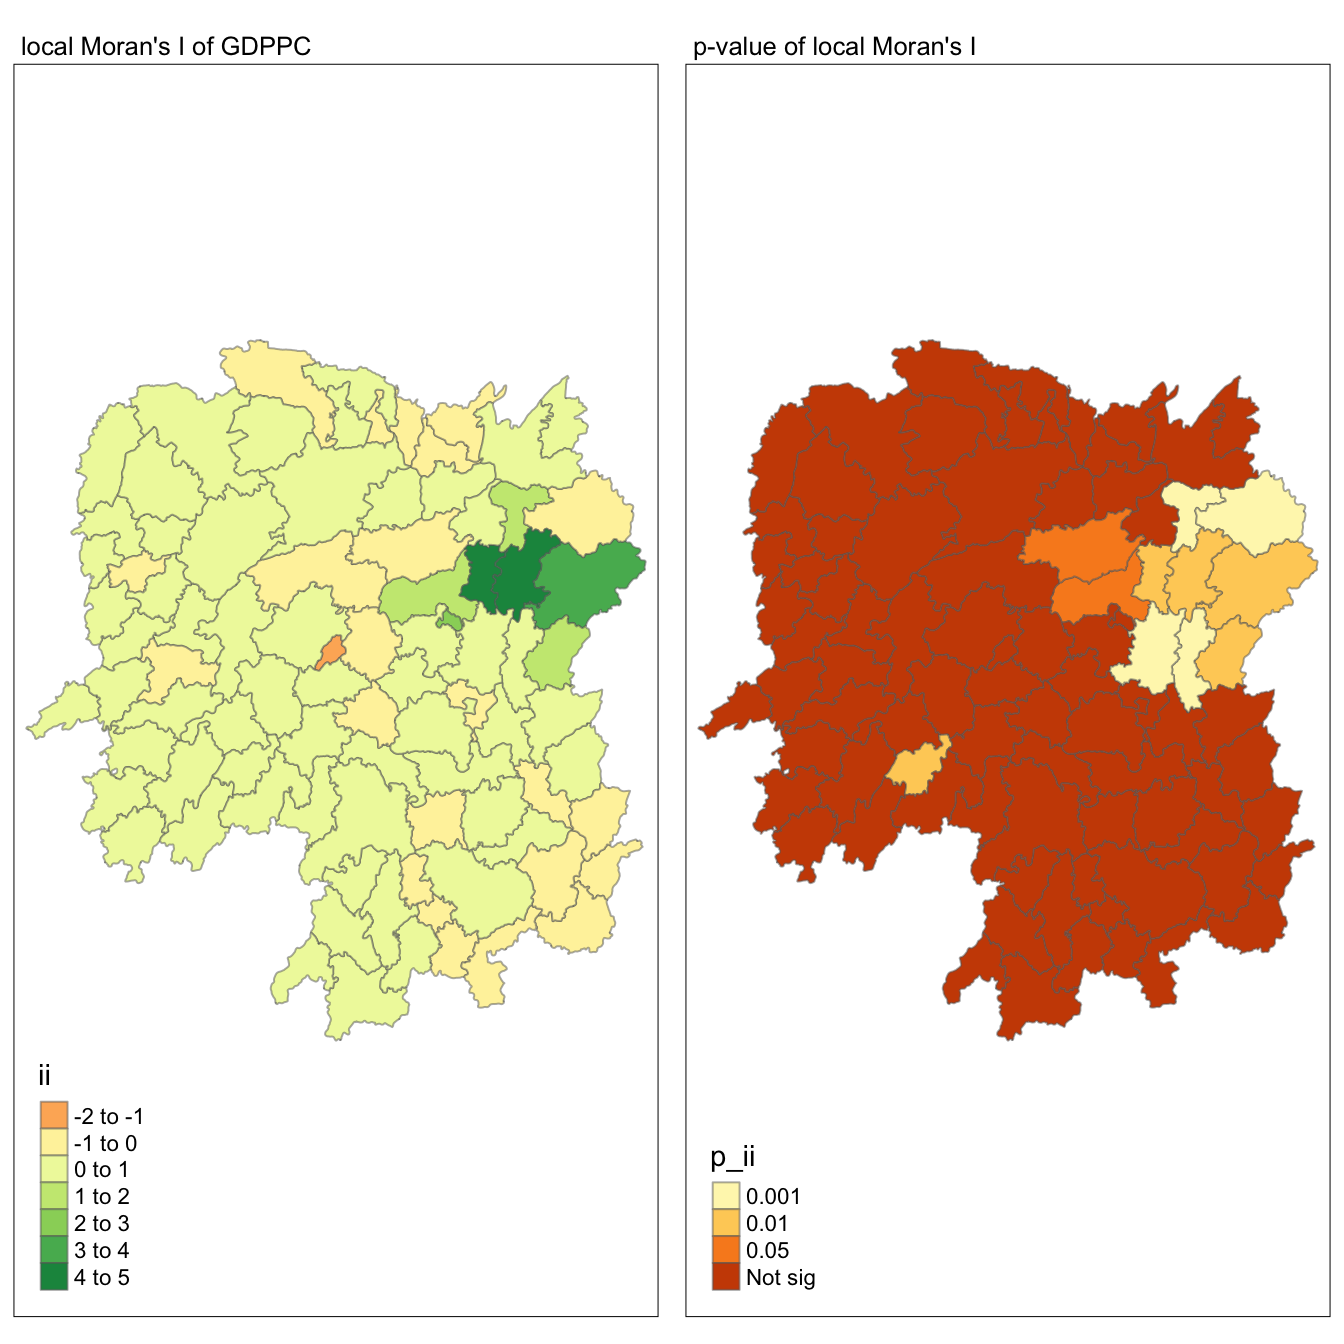 local Moran's I of GDPPC
ii
-2 to -1
-1 to 0
0 to 1
1 to 2
2 to 3
3 to 4
4 to 5
p-value of local Moran's I
p_ii
0.001
0.01
0.05
Not sig